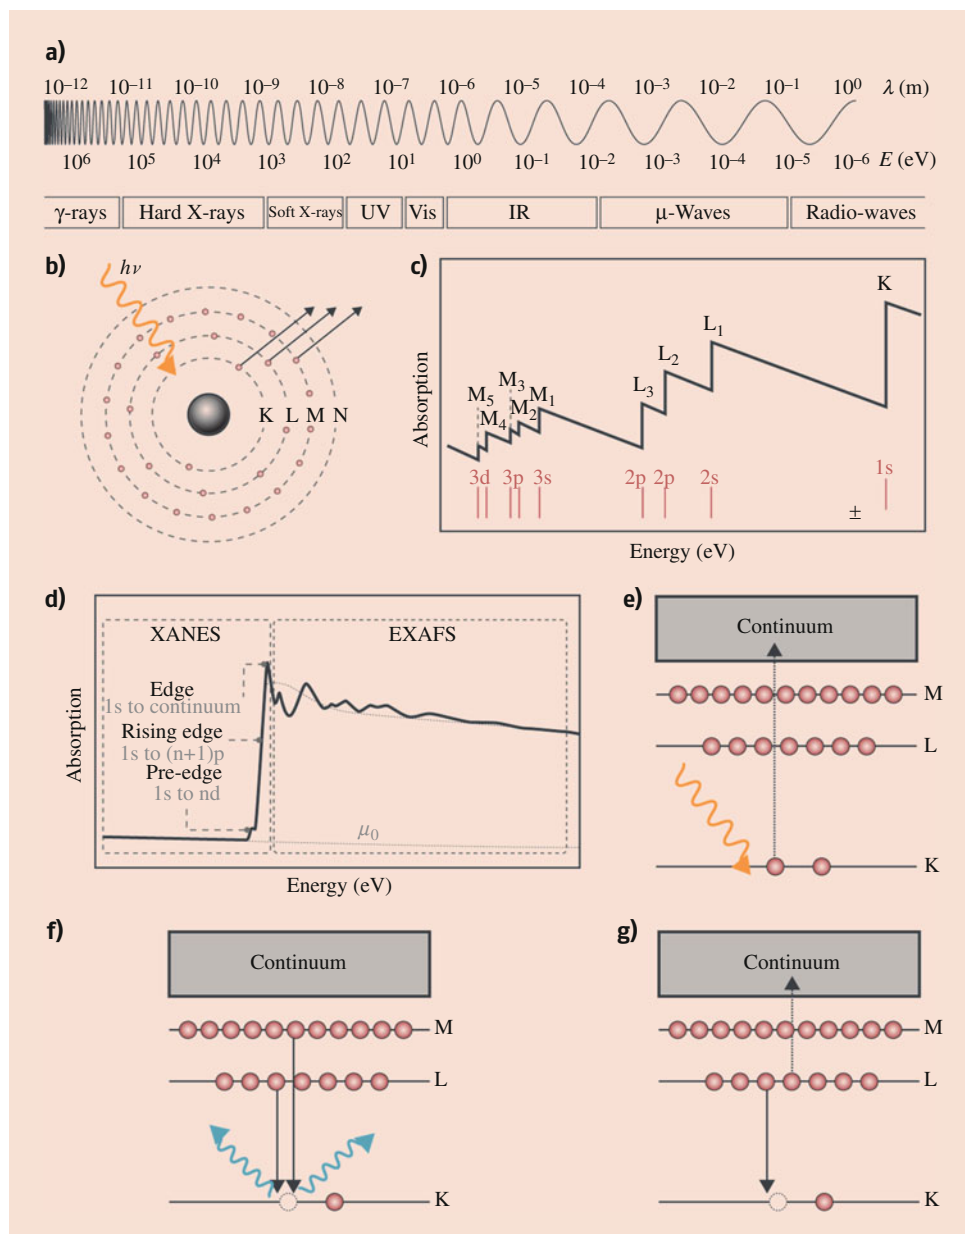 a)
10⁻¹² 10⁻¹¹ 10⁻¹⁰ 10⁻⁹ 10⁻⁸ 10⁻⁷ 10⁻⁶ 10⁻⁵ 10⁻⁴ 10⁻³ 10⁻² 10⁻¹ 10⁰ λ (m)
10⁶ 10⁵ 10⁴ 10³ 10² 10¹ 10⁰ 10⁻¹ 10⁻² 10⁻³ 10⁻⁴ 10⁻⁵ 10⁻⁶ E (eV)
γ-rays Hard X-rays Soft X-rays UV Vis IR μ-Waves Radio-waves
b)
hν
K L M N
c)
Absorption
M₅
M₄
M₃
M₂
M₁
L₃
L₂
L₁
K
3d 3p 3s 2p 2p 2s 1s
±
Energy (eV)
d)
Absorption
XANES EXAFS
Edge
1s to continuum
Rising edge
1s to (n+1)p
Pre-edge
1s to nd
μ₀
Energy (eV)
e)
Continuum
M
L
K
f)
Continuum
M
L
K
g)
Continuum
M
L
K